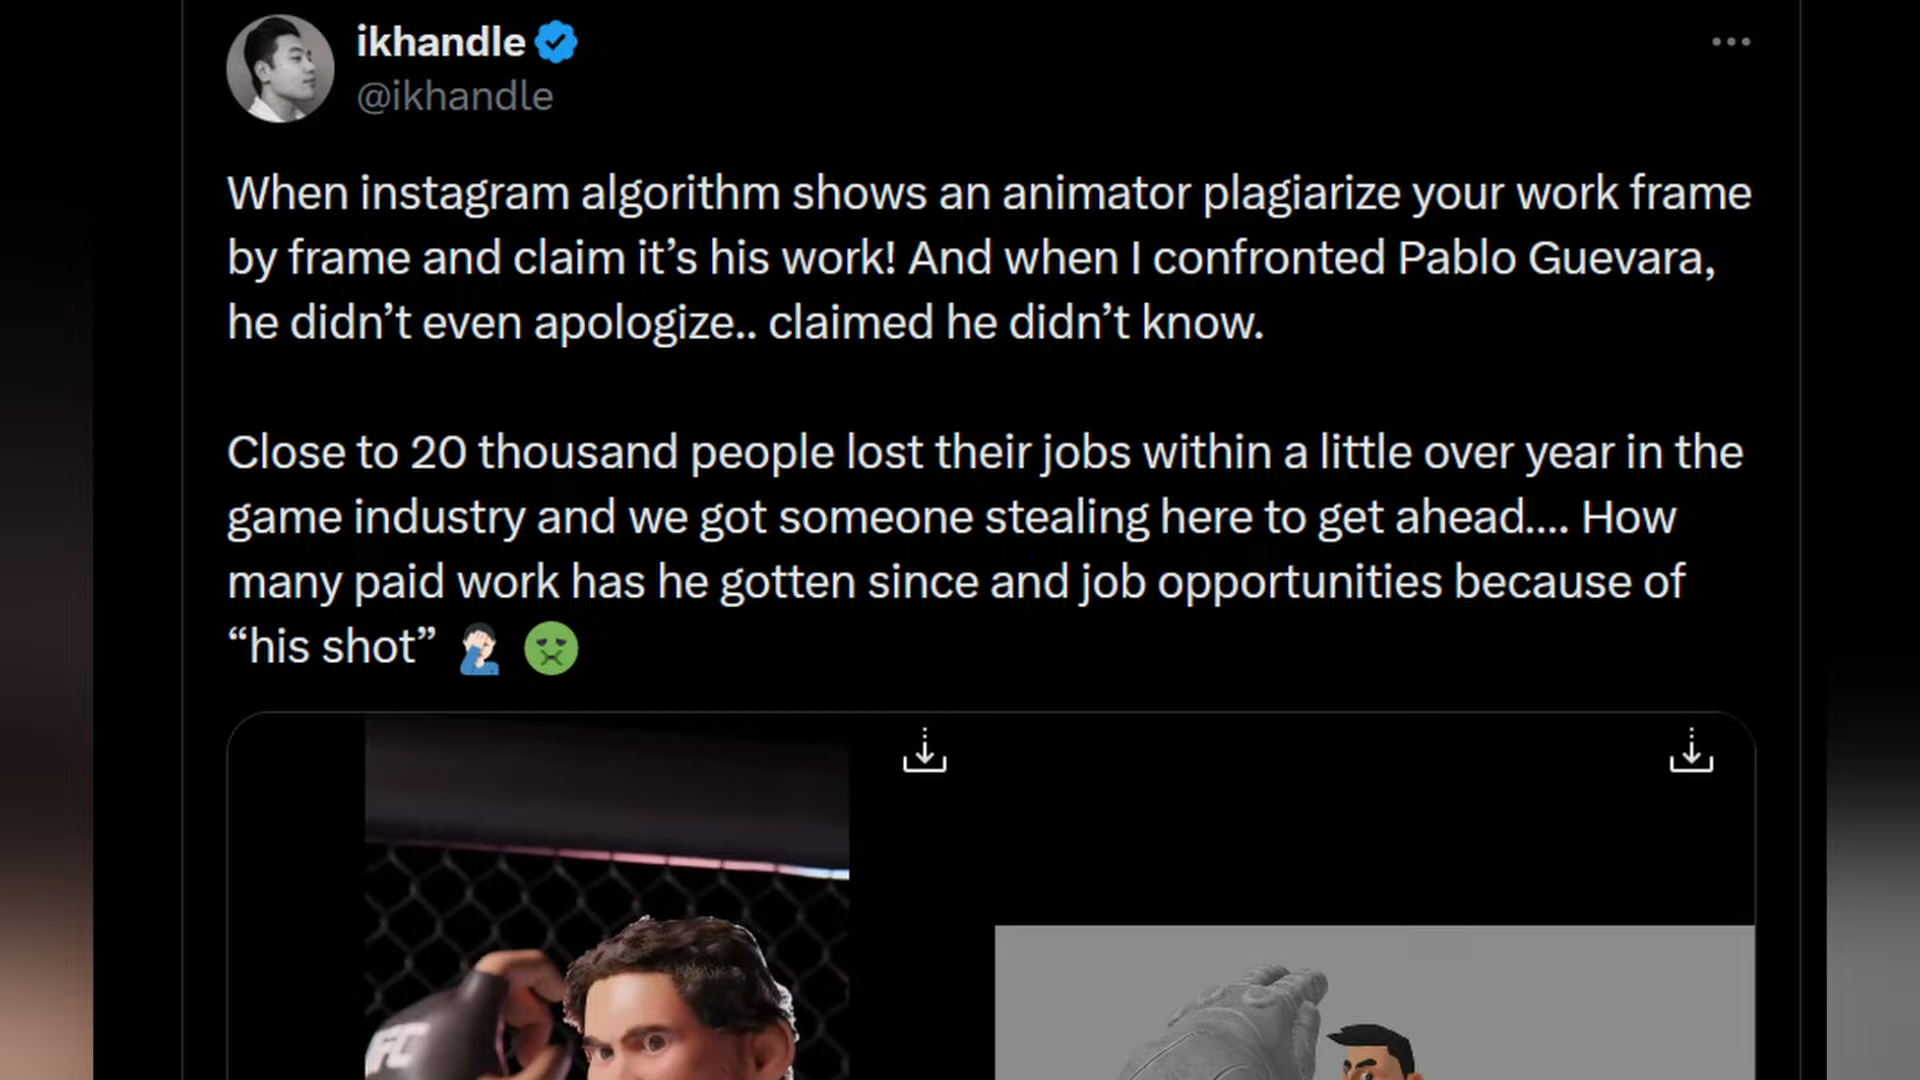 ikhandle
@ikhandle
When instagram algorithm shows an animator plagiarize your work frame
by frame and claim it’s his work! And when I confronted Pablo Guevara,
he didn’t even apologize.. claimed he didn’t know.
Close to 20 thousand people lost their jobs within a little over year in the
game industry and we got someone stealing here to get ahead.... How
many paid work has he gotten since and job opportunities because of
“his shot”
FC